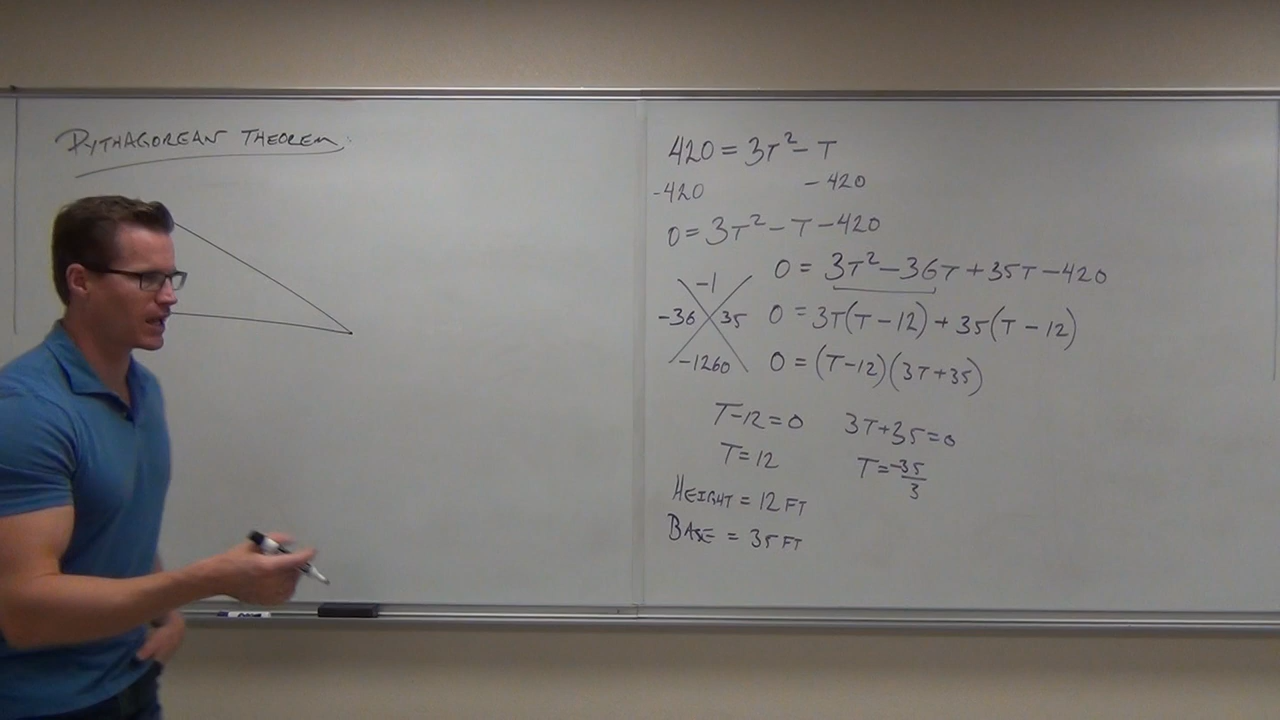 PYTHAGOREAN THEOREM:
420 = 3T² - T
-420 - 420
0 = 3T² - T - 420
0 = 3T² - 36T + 35T - 420
-1
-36 35
-1260
0 = 3T(T - 12) + 35(T - 12)
0 = (T-12)(3T+35)
T-12=0 3T+35=0
T=12 T=-35/3
HEIGHT = 12 FT
BASE = 35 FT